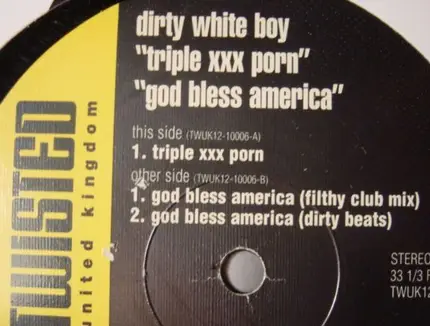 dirty white boy
"triple xxx porn"
"god bless america"
this side (TWUK12-10006-A)
1. triple xxx porn
other side (TWUK12-10006-B)
1. god bless america (filthy club mix)
2. god bless america (dirty beats)
STEREO
33 1/3
TWUK12
TWISTED
united kingdom